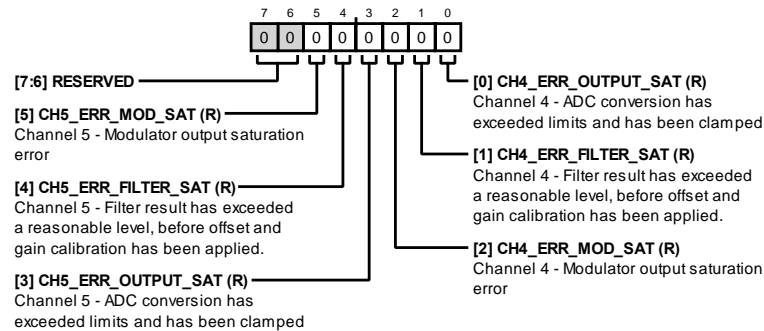 7 6 5 4 3 2 1 0
0 0 0 0 0 0 0 0
[7:6] RESERVED
[5] CH5_ERR_MOD_SAT (R)
Channel 5 - Modulator output saturation
error
[4] CH5_ERR_FILTER_SAT (R)
Channel 5 - Filter result has exceeded
a reasonable level, before offset and
gain calibration has been applied.
[3] CH5_ERR_OUTPUT_SAT (R)
Channel 5 - ADC conversion has
exceeded limits and has been clamped
[0] CH4_ERR_OUTPUT_SAT (R)
Channel 4 - ADC conversion has
exceeded limits and has been clamped
[1] CH4_ERR_FILTER_SAT (R)
Channel 4 - Filter result has exceeded
a reasonable level, before offset and
gain calibration has been applied.
[2] CH4_ERR_MOD_SAT (R)
Channel 4 - Modulator output saturation
error